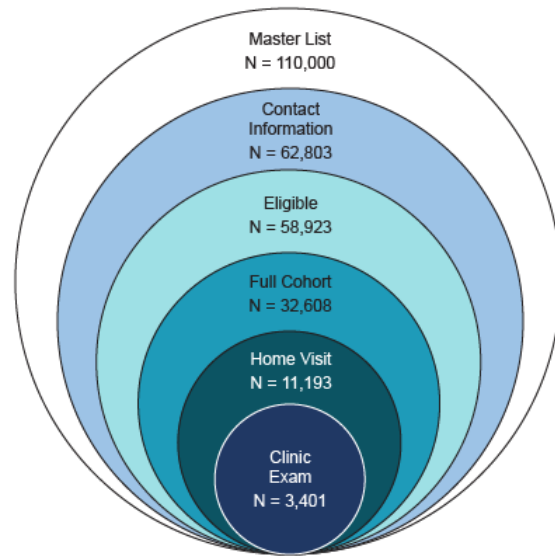 Master List
N = 110,000
Contact
Information
N = 62,803
Eligible
N = 58,923
Full Cohort
N = 32,608
Home Visit
N = 11,193
Clinic
Exam
N = 3,401